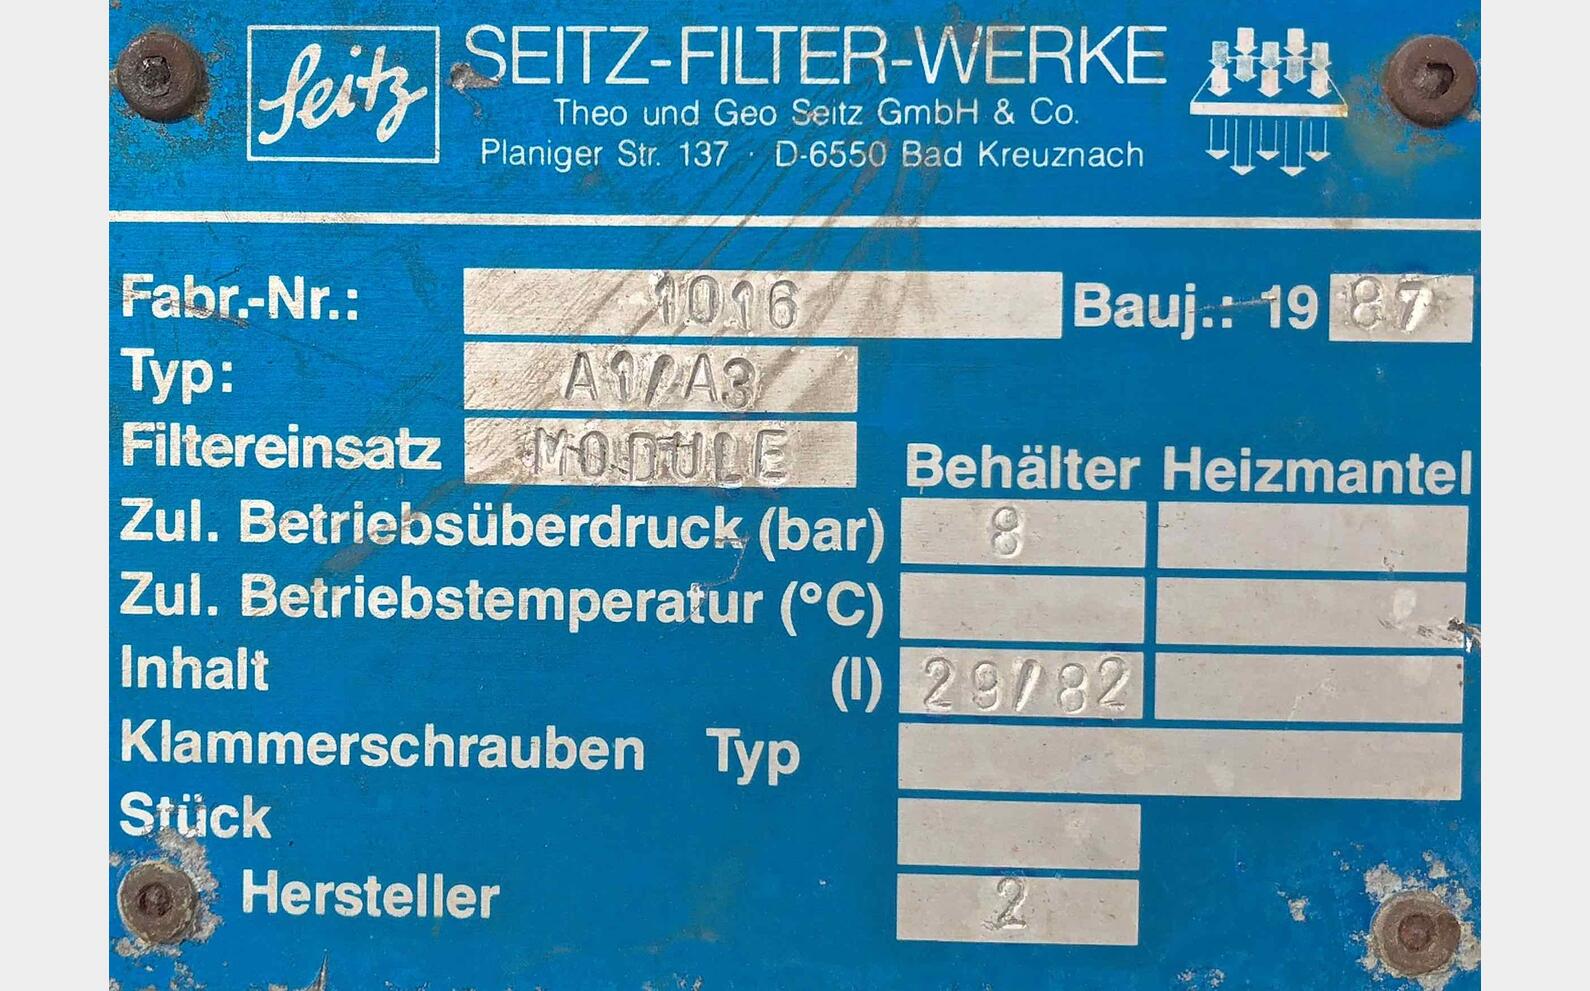 Seitz SEITZ-FILTER-WERKE
Theo und Geo Seitz GmbH & Co.
Planiger Str. 137 · D-6550 Bad Kreuznach
Fabr.-Nr.: 1016 Bauj.: 19 87
Typ: A1/A3
Filtereinsatz MODULE
Behälter Heizmantel
Zul. Betriebsüberdruck (bar) 8
Zul. Betriebstemperatur (°C)
Inhalt (l) 29/82
Klammerschrauben Typ
Stück
Hersteller 2